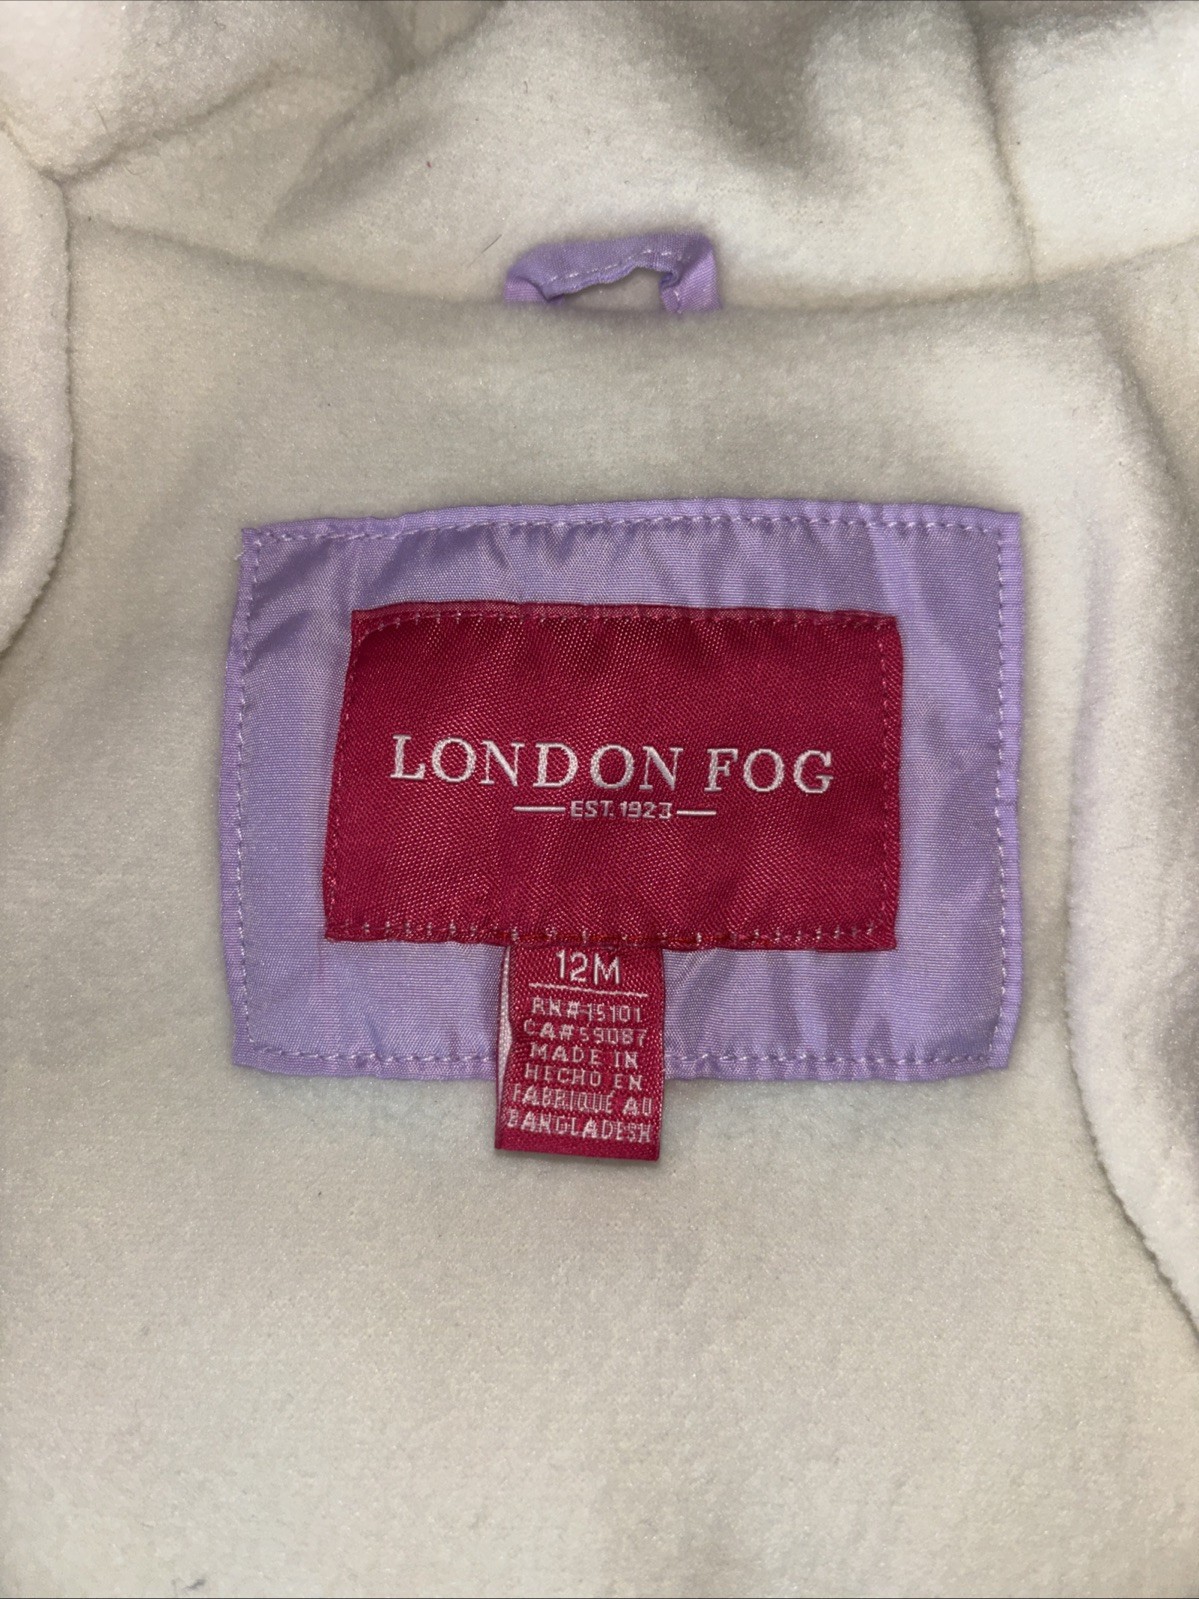 LONDON FOG
EST. 1923
12M
RN#15101
CA#59087
MADE IN
HECHO EN
FABRIQUÉ AU
BANGLADESH